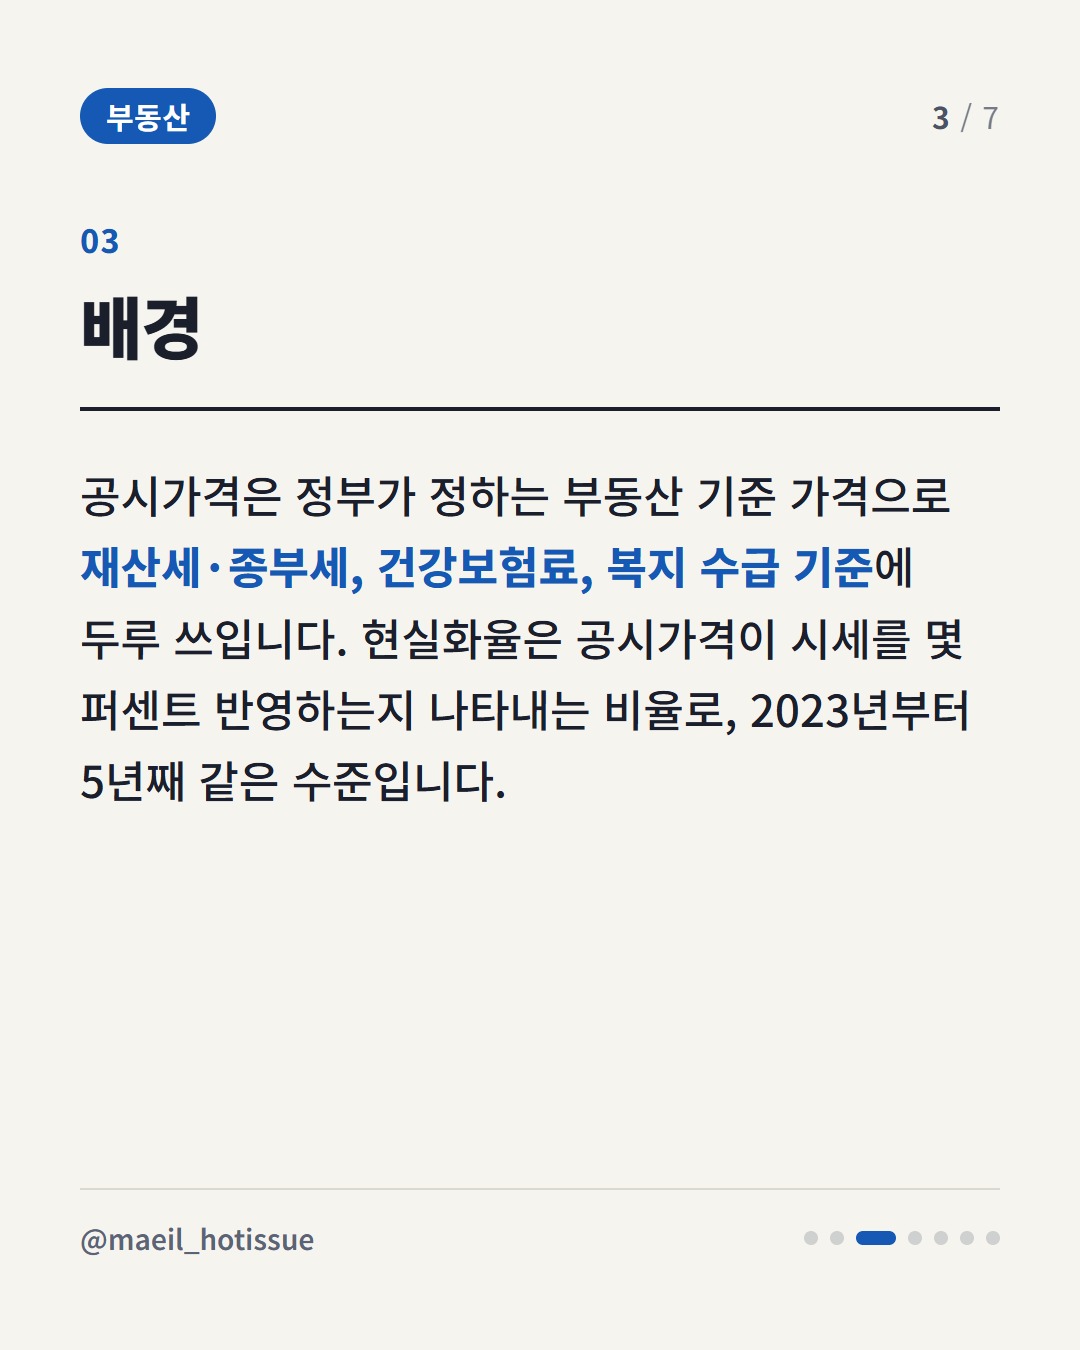 부동산
3 / 7
03
배경
공시가격은 정부가 정하는 부동산 기준 가격으로
재산세·종부세, 건강보험료, 복지 수급 기준에
두루 쓰입니다. 현실화율은 공시가격이 시세를 몇
퍼센트 반영하는지 나타내는 비율로, 2023년부터
5년째 같은 수준입니다.
@maeil_hotissue